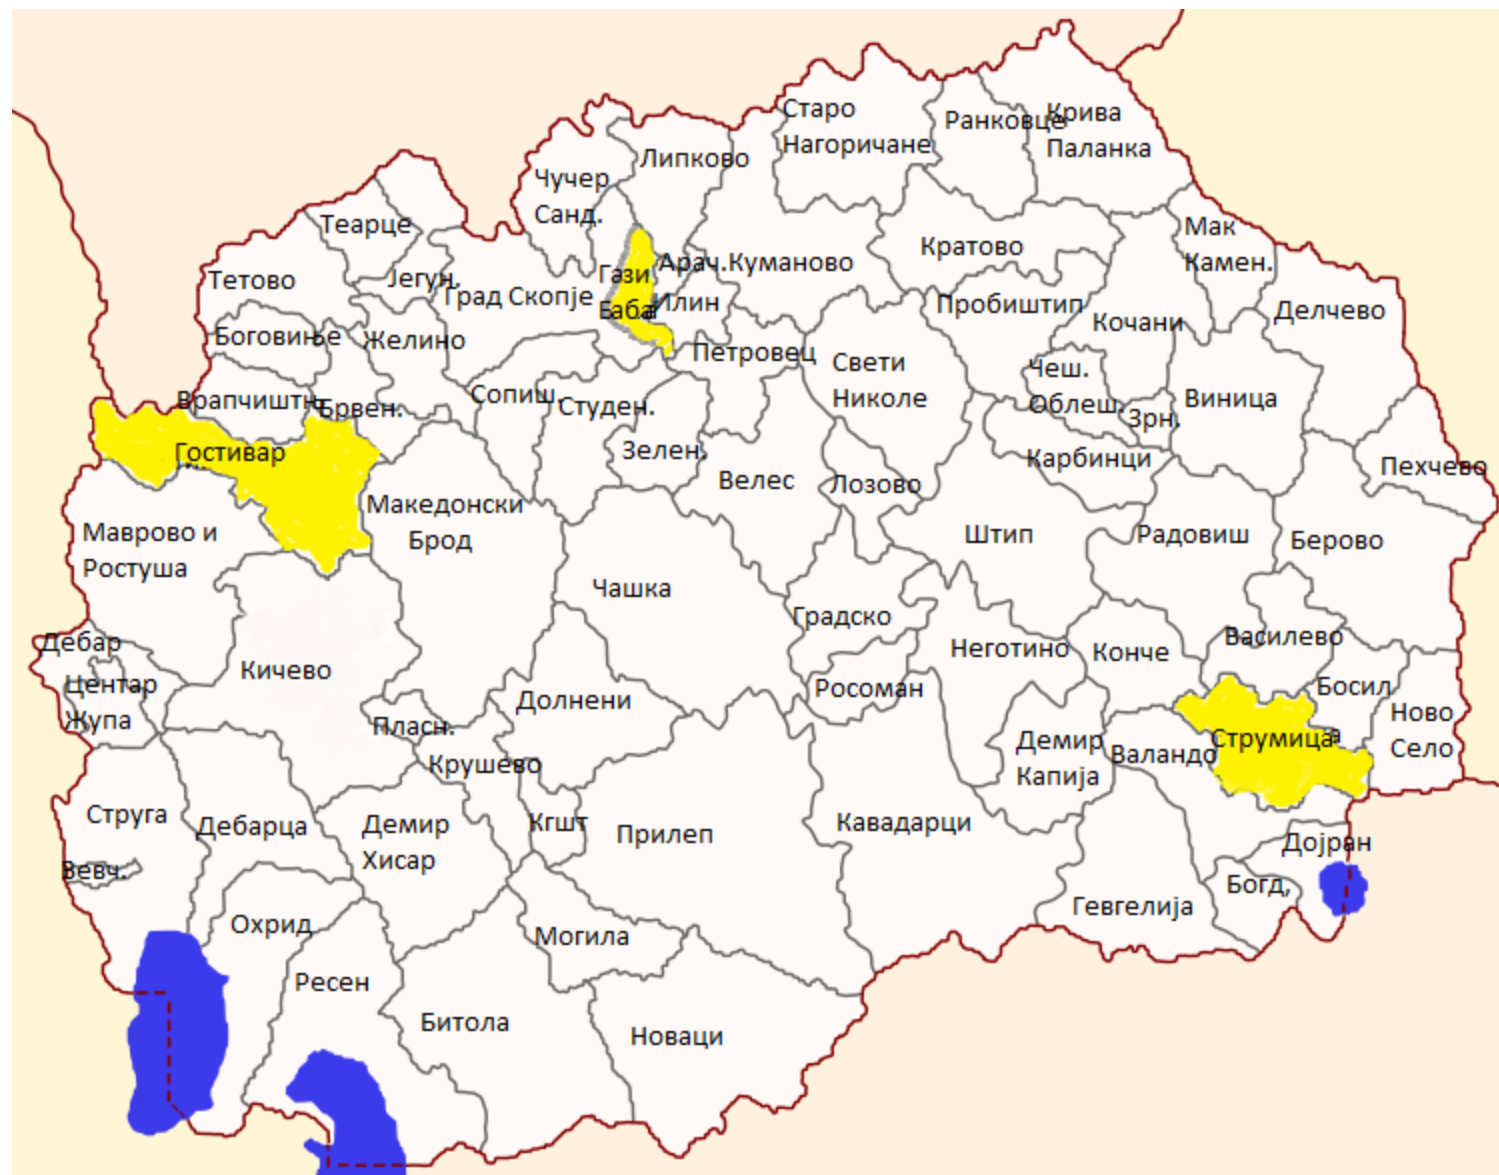 Старо
Нагоричане
Ранковце
Крива
Паланка
Липково
Чучер
Санд.
Теарце
Мак
Камен.
Тетово
Јегун.
Град Скопје
Гази
Баба
Арач.
Куманово
Кратово
Илин
Пробиштип
Кочани
Делчево
Боговиње
Желино
Петровец
Свети
Николе
Чеш.
Облеш.
Зрн.
Виница
Врапчиштe
Брвен.
Сопиш.
Студен.
Зелен.
Гостивар
Македонски
Брод
Велес
Лозово
Карбинци
Пехчево
Маврово и
Ростуша
Чашка
Штип
Радовиш
Берово
Градско
Дебар
Центар
Жупа
Кичево
Неготино
Конче
Василево
Росоман
Долнени
Босил.
Пласн.
Крушево
Демир
Капија
Валандо
Струмица
Ново
Село
Струга
Дебарца
Демир
Хисар
Кгшт
Прилеп
Кавадарци
Дојран
Вевч.
Богд,
Гевгелија
Охрид
Могила
Ресен
Битола
Новаци